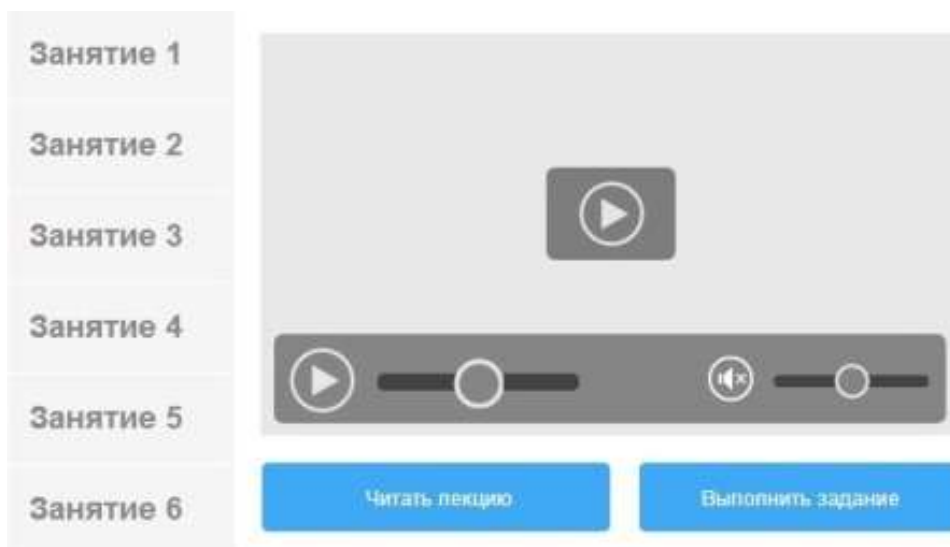 Занятие 1
Занятие 2
Занятие 3
Занятие 4
Занятие 5
Занятие 6
Читать лекцию
Выполнить задание